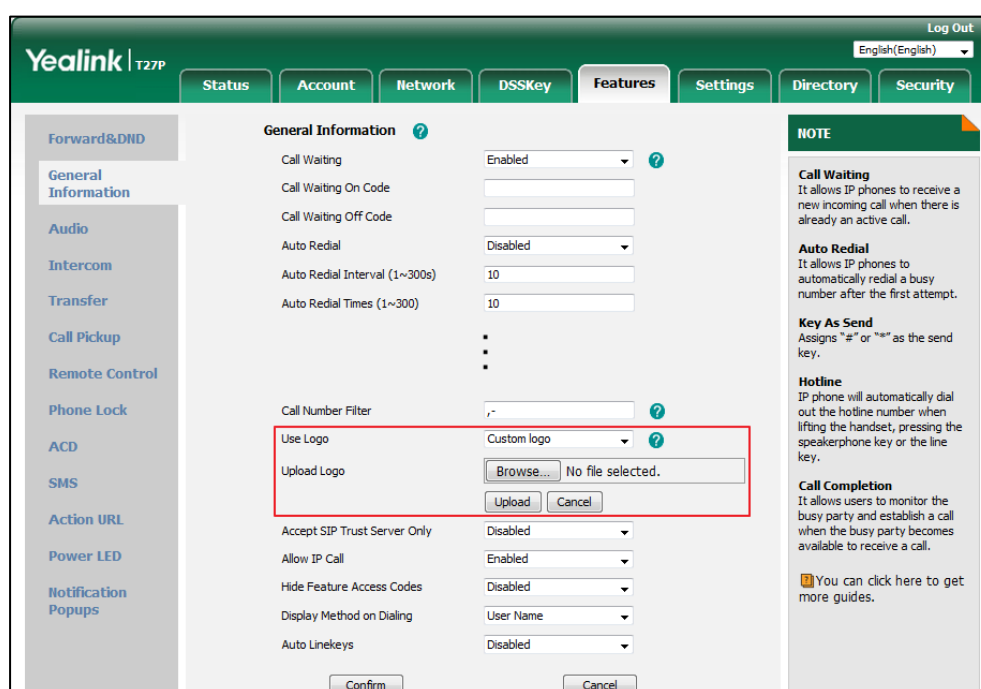 Log Out
Yealink T27P
English(English)
Status Account Network DSSKey Features Settings Directory Security
Forward&DND
General
Information
Audio
Intercom
Transfer
Call Pickup
Remote Control
Phone Lock
ACD
SMS
Action URL
Power LED
Notification
Popups
General Information ?
Call Waiting Enabled ?
Call Waiting On Code
Call Waiting Off Code
Auto Redial Disabled
Auto Redial Interval (1~300s) 10
Auto Redial Times (1~300) 10
Call Number Filter ,- ?
Use Logo Custom logo ?
Upload Logo Browse... No file selected.
Upload Cancel
Accept SIP Trust Server Only Disabled
Allow IP Call Enabled
Hide Feature Access Codes Disabled
Display Method on Dialing User Name
Auto Linekeys Disabled
Confirm Cancel
NOTE
Call Waiting
It allows IP phones to receive a
new incoming call when there is
already an active call.
Auto Redial
It allows IP phones to
automatically redial a busy
number after the first attempt.
Key As Send
Assigns "#" or "*" as the send
key.
Hotline
IP phone will automatically dial
out the hotline number when
lifting the handset, pressing the
speakerphone key or the line
key.
Call Completion
It allows users to monitor the
busy party and establish a call
when the busy party becomes
available to receive a call.
? You can click here to get
more guides.